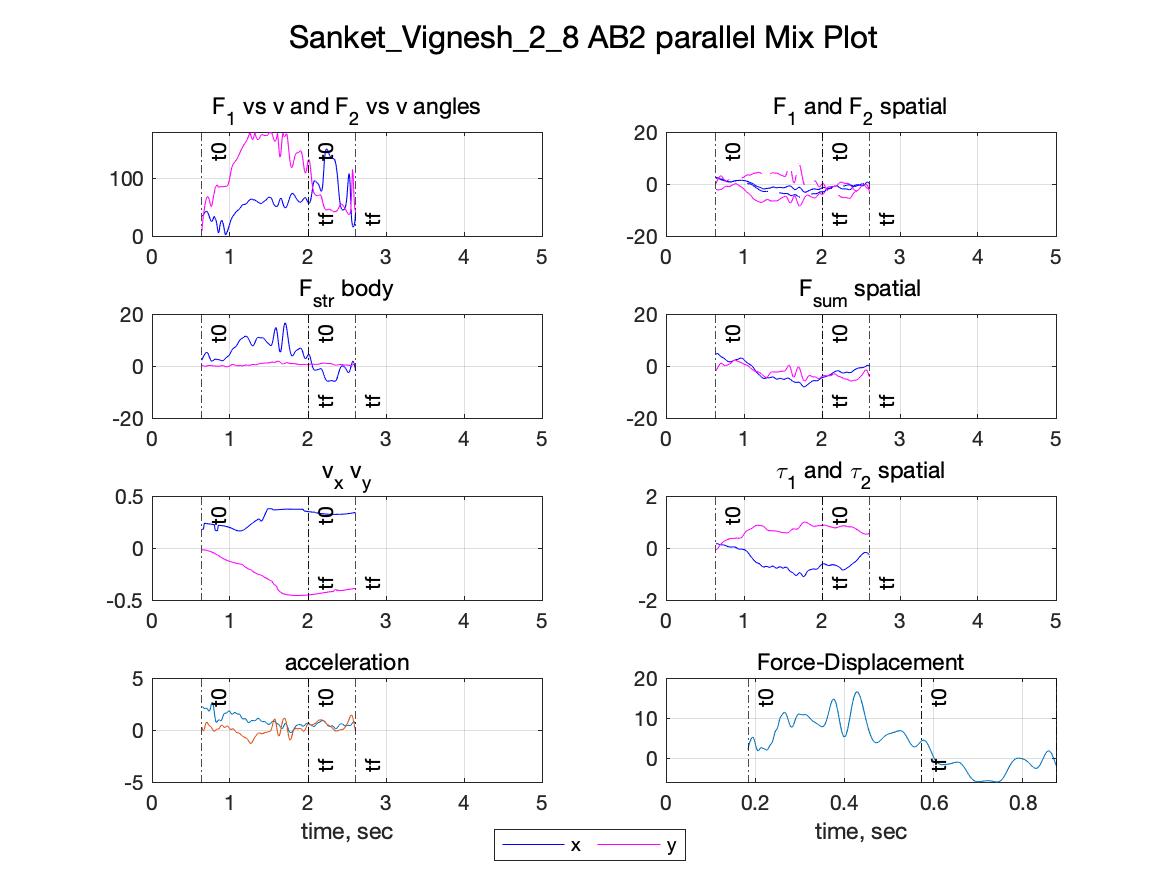 Sanket_Vignesh_2_8 AB2 parallel Mix Plot
F1 vs v and F2 vs v angles
100
0
t0
t0
tf
tf
0 1 2 3 4 5
F1 and F2 spatial
20
0
-20
t0
t0
tf
tf
0 1 2 3 4 5
Fstr body
20
0
-20
t0
t0
tf
tf
0 1 2 3 4 5
Fsum spatial
20
0
-20
t0
t0
tf
tf
0 1 2 3 4 5
vx vy
0.5
0
-0.5
t0
t0
tf
tf
0 1 2 3 4 5
τ1 and τ2 spatial
2
0
-2
t0
t0
tf
tf
0 1 2 3 4 5
acceleration
5
0
-5
t0
t0
tf
tf
0 1 2 3 4 5
time, sec
Force-Displacement
20
10
0
t0
t0
tf
0 0.2 0.4 0.6 0.8
time, sec
x y